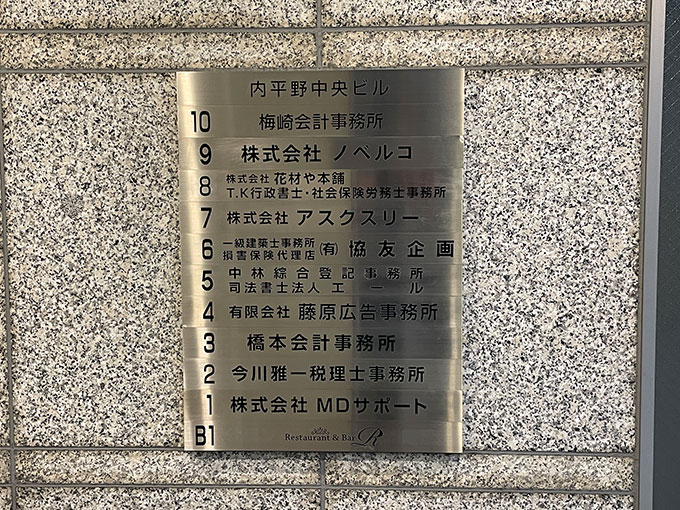 内平野中央ビル
10 梅崎会計事務所
9 株式会社 ノベルコ
8 株式会社 花材や本舗
T.K行政書士・社会保険労務士事務所
7 株式会社 アスクスリー
6 一級建築士事務所 損害保険代理店 (有) 協友企画
5 中林綜合登記事務所
司法書士法人エール
4 有限会社 藤原広告事務所
3 橋本会計事務所
2 今川雅一税理士事務所
1 株式会社 MDサポート
B1 Restaurant & Bar R